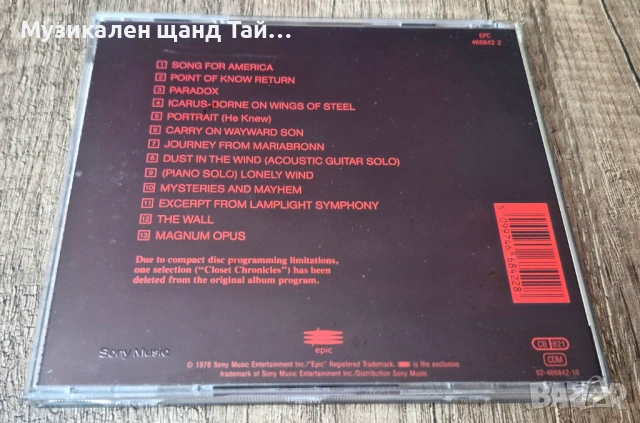 Музикален щанд Тай...
EPC
466842 2
1 SONG FOR AMERICA
2 POINT OF KNOW RETURN
3 PARADOX
4 ICARUS-BORNE ON WINGS OF STEEL
5 PORTRAIT (He Knew)
6 CARRY ON WAYWARD SON
7 JOURNEY FROM MARIABRONN
8 DUST IN THE WIND (ACOUSTIC GUITAR SOLO)
9 (PIANO SOLO) LONELY WIND
10 MYSTERIES AND MAYHEM
11 EXCERPT FROM LAMPLIGHT SYMPHONY
12 THE WALL
13 MAGNUM OPUS
Due to compact disc programming limitations,
one selection ("Closet Chronicles") has been
deleted from the original album program.
5 099746 684228
Sony Music
epic
CB 821
CDM
02-466842-10
© 1978 Sony Music Entertainment Inc./"Epic" Registered Trademark, is the exclusive
trademark of Sony Music Entertainment Inc./Distribution Sony Music